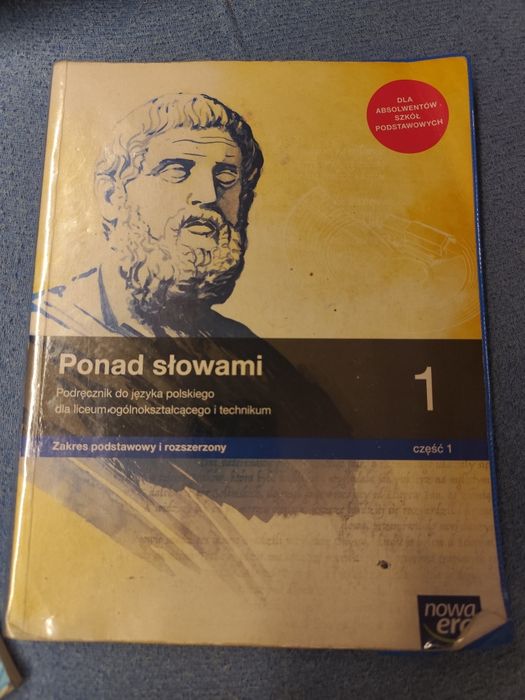 DLA
ABSOLWENTÓW
SZKÓŁ
PODSTAWOWYCH
Ponad słowami
1
Podręcznik do języka polskiego
dla liceum ogólnokształcącego i technikum
Zakres podstawowy i rozszerzony
część 1
nowa
era